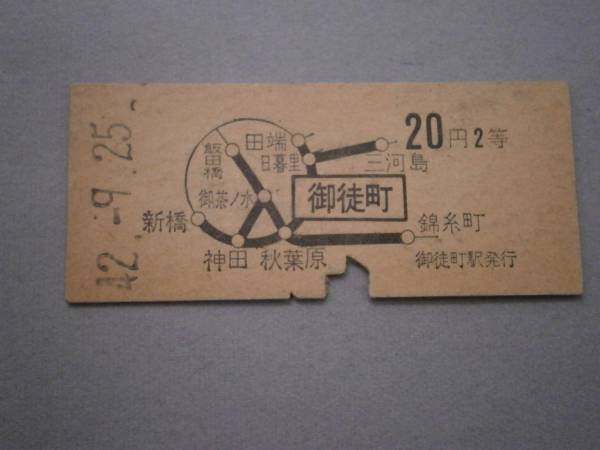 42.-9.25.
田端
20円2等
飯田橋
日暮里
三河島
御茶ノ水
御徒町
新橋
錦糸町
神田
秋葉原
御徒町駅発行